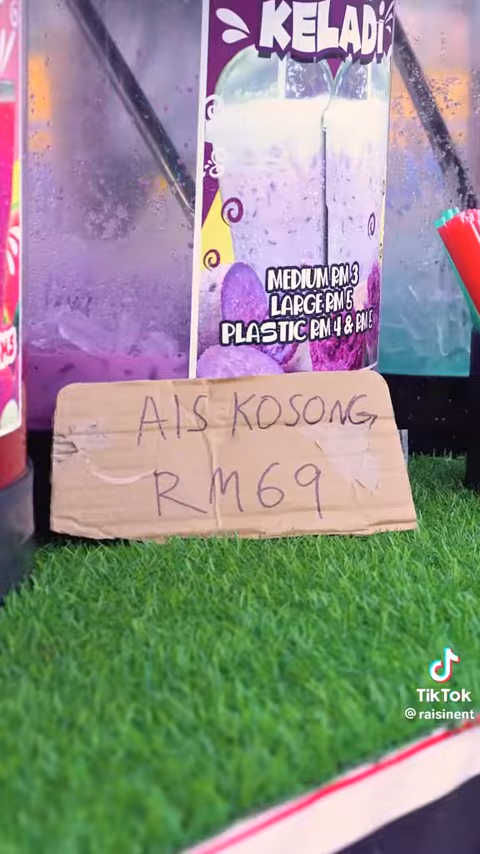 KELADI
MEDIUM RM 3
LARGE RM 5
PLASTIC RM 4 & RM 6
AIS KOSONG
RM69
TikTok
@raisinent